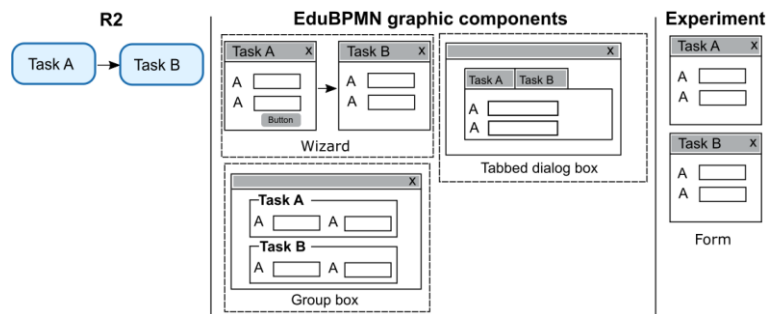 R2
Task A
Task B
EduBPMN graphic components
Task A X
A
A
Button
Task B X
A
A
Wizard
X
Task A Task B
A
A
Tabbed dialog box
X
Task A
A A
Task B
A A
Group box
Experiment
Task A
X
A
A
Task B
X
A
A
Form